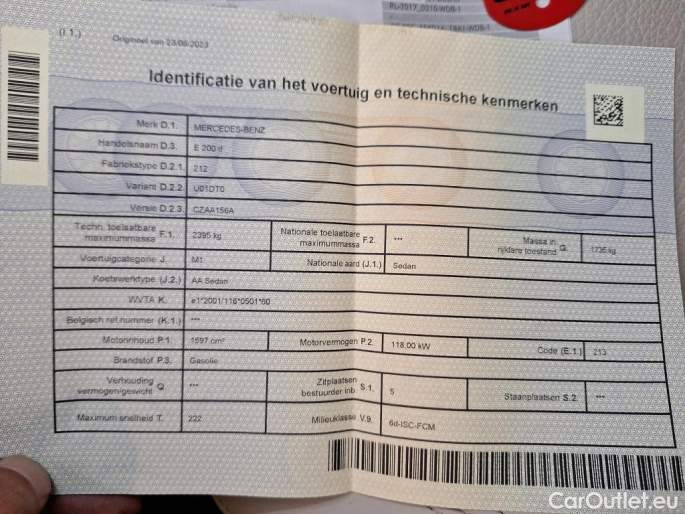 RL-2017_0316-WDB-1
(I 1.) Origineel van 23/06/2023
Identificatie van het voertuig en technische kenmerken
Merk D.1. MERCEDES-BENZ
Handelsnaam D.3. E 200 d
Fabriekstype D.2.1. 212
Variant D.2.2. U01DT0
Versie D.2.3. CZAA156A
Techn. toelaatbare maximummassa F.1. 2395 kg Nationale toelaatbare maximummassa F.2. *** Massa in rijklare toestand G. 1735 kg
Voertuigcategorie J. M1 Nationale aard (J.1.) Sedan
Koetswerktype (J.2.) AA Sedan
WVTA K. e1*2001/116*0501*60
Belgisch ref.nummer (K.1.) ***
Motorinhoud P.1. 1597 cm³ Motorvermogen P.2. 118,00 kW Code (E.1.) 213
Brandstof P.3. Gasolie
Verhouding vermogen/gewicht Q. *** Zitplaatsen bestuurder inb. S.1. 5 Staanplaatsen S.2. ***
Maximum snelheid T. 222 Milieuklasse V.9. 6d-ISC-FCM
CarOutlet.eu